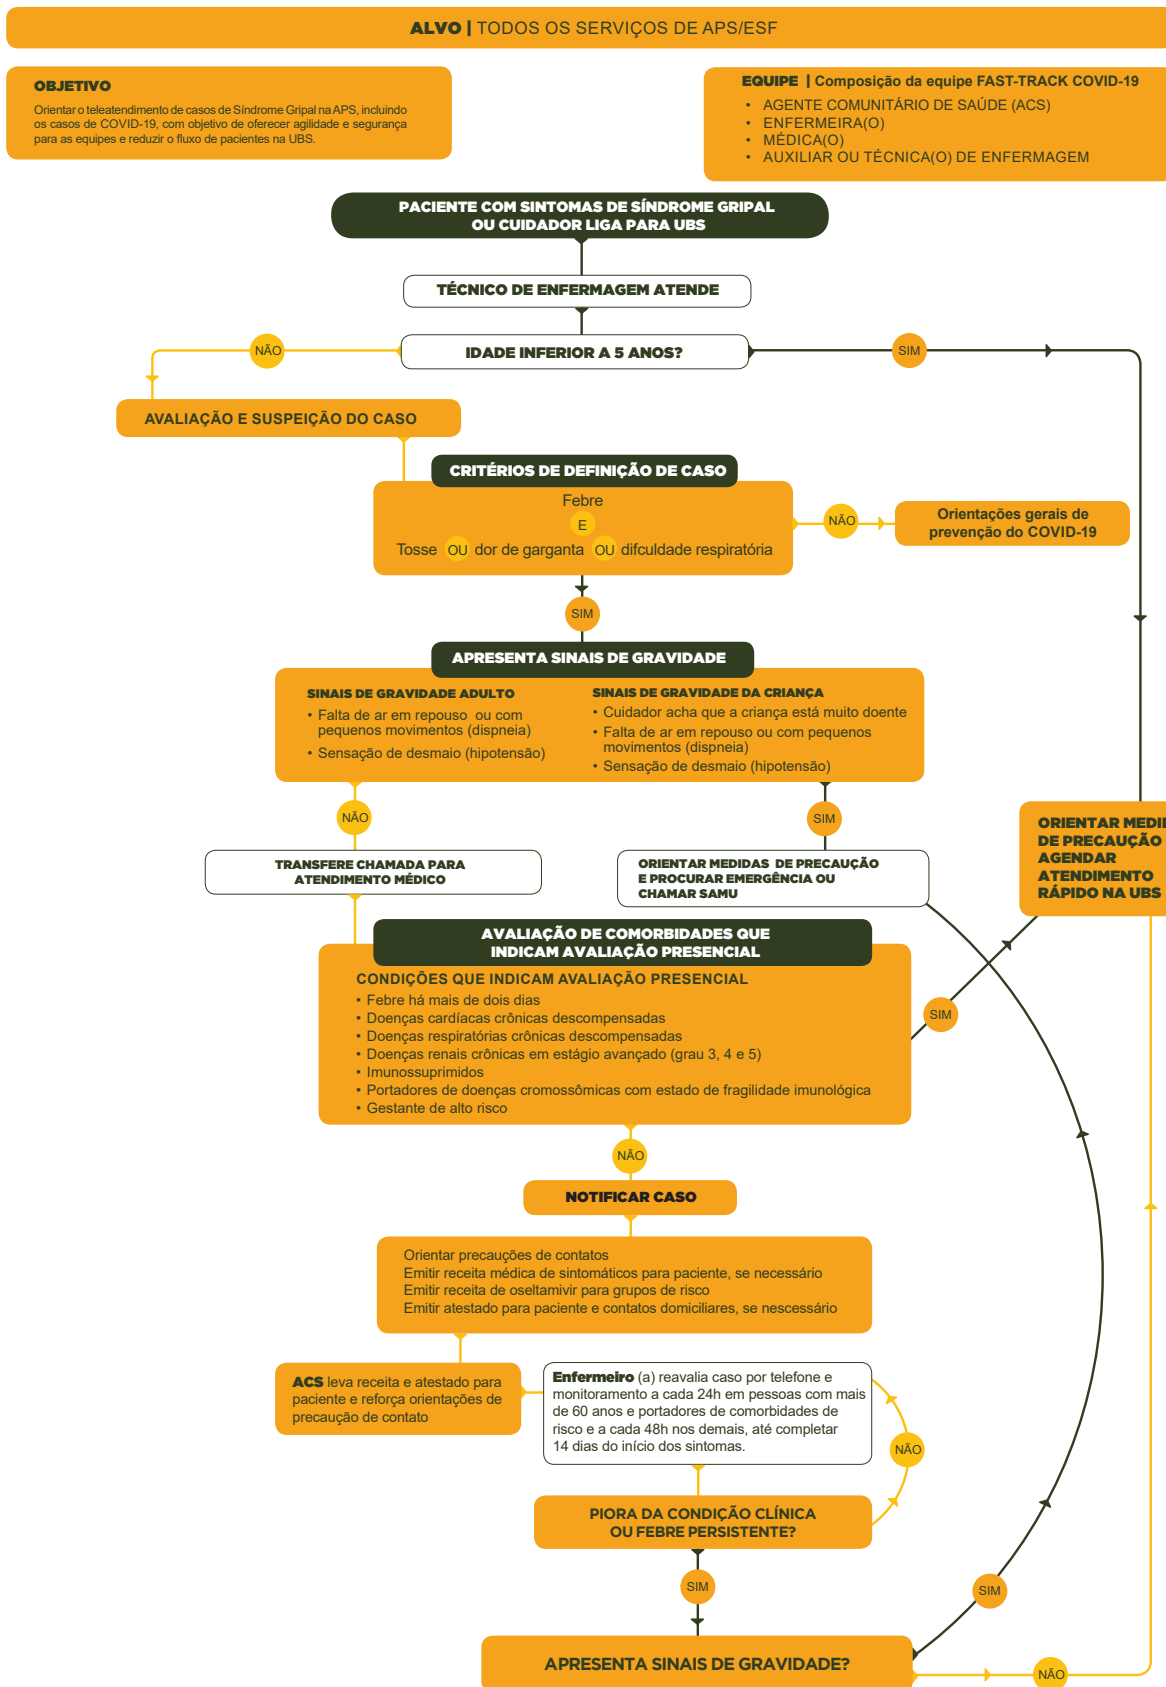 ALVO | TODOS OS SERVIÇOS DE APS/ESF
OBJETIVO
Orientar o teleatendimento de casos de Síndrome Gripal na APS, incluindo
os casos de COVID-19, com objetivo de oferecer agilidade e segurança
para as equipes e reduzir o fluxo de pacientes na UBS.
EQUIPE | Composição da equipe FAST-TRACK COVID-19
• AGENTE COMUNITÁRIO DE SAÚDE (ACS)
• ENFERMEIRA(O)
• MÉDICA(O)
• AUXILIAR OU TÉCNICA(O) DE ENFERMAGEM
PACIENTE COM SINTOMAS DE SÍNDROME GRIPAL
OU CUIDADOR LIGA PARA UBS
TÉCNICO DE ENFERMAGEM ATENDE
IDADE INFERIOR A 5 ANOS?
NÃO
SIM
AVALIAÇÃO E SUSPEIÇÃO DO CASO
CRITÉRIOS DE DEFINIÇÃO DE CASO
Febre
E
Tosse OU dor de garganta OU difculdade respiratória
NÃO
Orientações gerais de
prevenção do COVID-19
SIM
APRESENTA SINAIS DE GRAVIDADE
SINAIS DE GRAVIDADE ADULTO
• Falta de ar em repouso ou com
pequenos movimentos (dispneia)
• Sensação de desmaio (hipotensão)
SINAIS DE GRAVIDADE DA CRIANÇA
• Cuidador acha que a criança está muito doente
• Falta de ar em repouso ou com pequenos
movimentos (dispneia)
• Sensação de desmaio (hipotensão)
NÃO
SIM
TRANSFERE CHAMADA PARA
ATENDIMENTO MÉDICO
ORIENTAR MEDIDAS DE PRECAUÇÃO
E PROCURAR EMERGÊNCIA OU
CHAMAR SAMU
ORIENTAR
DE PRECAUÇÃO
AGENDAR
ATENDIMENTO
RÁPIDO NA UBS
AVALIAÇÃO DE COMORBIDADES QUE
INDICAM AVALIAÇÃO PRESENCIAL
CONDIÇÕES QUE INDICAM AVALIAÇÃO PRESENCIAL
• Febre há mais de dois dias
• Doenças cardíacas crônicas descompensadas
• Doenças respiratórias crônicas descompensadas
• Doenças renais crônicas em estágio avançado (grau 3, 4 e 5)
• Imunossuprimidos
• Portadores de doenças cromossômicas com estado de fragilidade imunológica
• Gestante de alto risco
SIM
NÃO
NOTIFICAR CASO
Orientar precauções de contatos
Emitir receita médica de sintomáticos para paciente, se necessário
Emitir receita de oseltamivir para grupos de risco
Emitir atestado para paciente e contatos domiciliares, se nescessário
ACS leva receita e atestado para
paciente e reforça orientações de
precaução de contato
Enfermeiro (a) reavalia caso por telefone e
monitoramento a cada 24h em pessoas com mais
de 60 anos e portadores de comorbidades de
risco e a cada 48h nos demais, até completar
14 dias do início dos sintomas.
NÃO
PIORA DA CONDIÇÃO CLÍNICA
OU FEBRE PERSISTENTE?
SIM
SIM
APRESENTA SINAIS DE GRAVIDADE?
NÃO